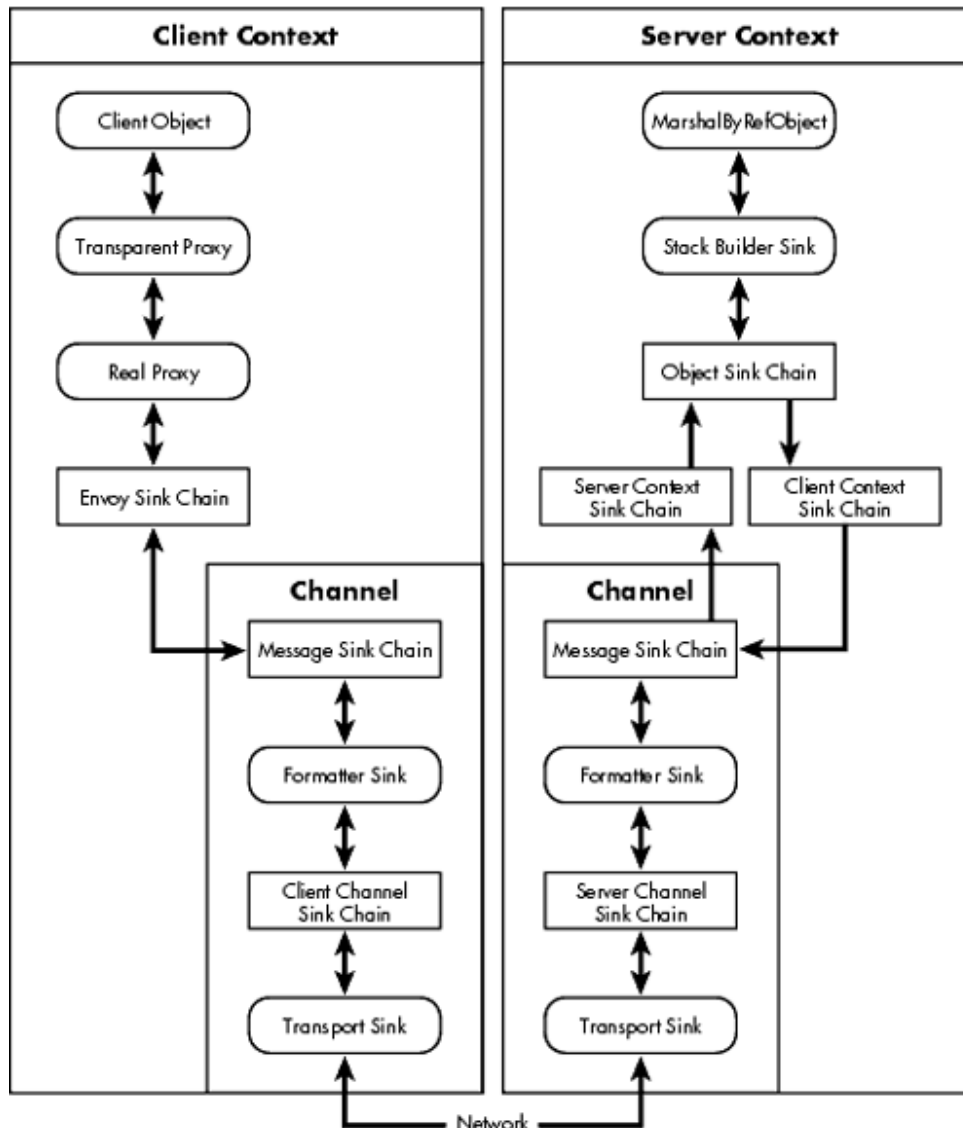 Client Context
Client Object
Transparent Proxy
Real Proxy
Envoy Sink Chain
Channel
Message Sink Chain
Formatter Sink
Client Channel
Sink Chain
Transport Sink
Server Context
MarshalByRefObject
Stack Builder Sink
Object Sink Chain
Server Context
Sink Chain
Client Context
Sink Chain
Channel
Message Sink Chain
Formatter Sink
Server Channel
Sink Chain
Transport Sink
Network